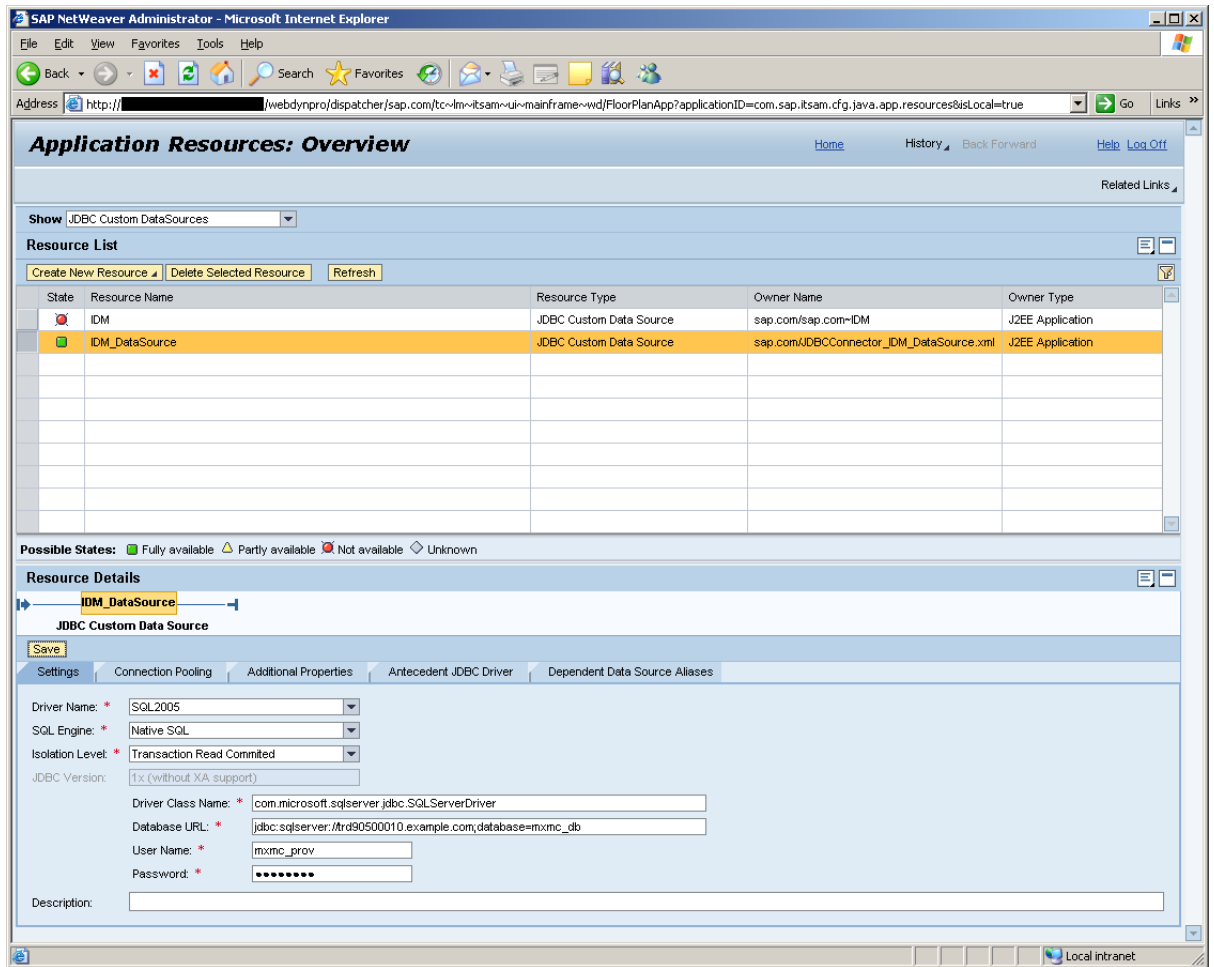 SAP NetWeaver Administrator - Microsoft Internet Explorer
File Edit View Favorites Tools Help
Back Search Favorites
Address http:// /webdynpro/dispatcher/sap.com/tc~lm~itsam~ui~mainframe~wd/FloorPlanApp?applicationID=com.sap.itsam.cfg.java.app.resources&isLocal=true Go Links »
Application Resources: Overview Home History Back Forward Help Log Off
Related Links
Show JDBC Custom DataSources
Resource List
Create New Resource Delete Selected Resource Refresh
State Resource Name Resource Type Owner Name Owner Type
IDM JDBC Custom Data Source sap.com/sap.com~IDM J2EE Application
IDM_DataSource JDBC Custom Data Source sap.com/JDBCConnector_IDM_DataSource.xml J2EE Application
Possible States: Fully available Partly available Not available Unknown
Resource Details
IDM_DataSource
JDBC Custom Data Source
Save
Settings Connection Pooling Additional Properties Antecedent JDBC Driver Dependent Data Source Aliases
Driver Name: * SQL2005
SQL Engine: * Native SQL
Isolation Level: * Transaction Read Commited
JDBC Version: 1x (without XA support)
Driver Class Name: * com.microsoft.sqlserver.jdbc.SQLServerDriver
Database URL: * jdbc:sqlserver://trd90500010.example.com;database=mxmc_db
User Name: * mxmc_prov
Password: * ••••••••
Description:
Local intranet